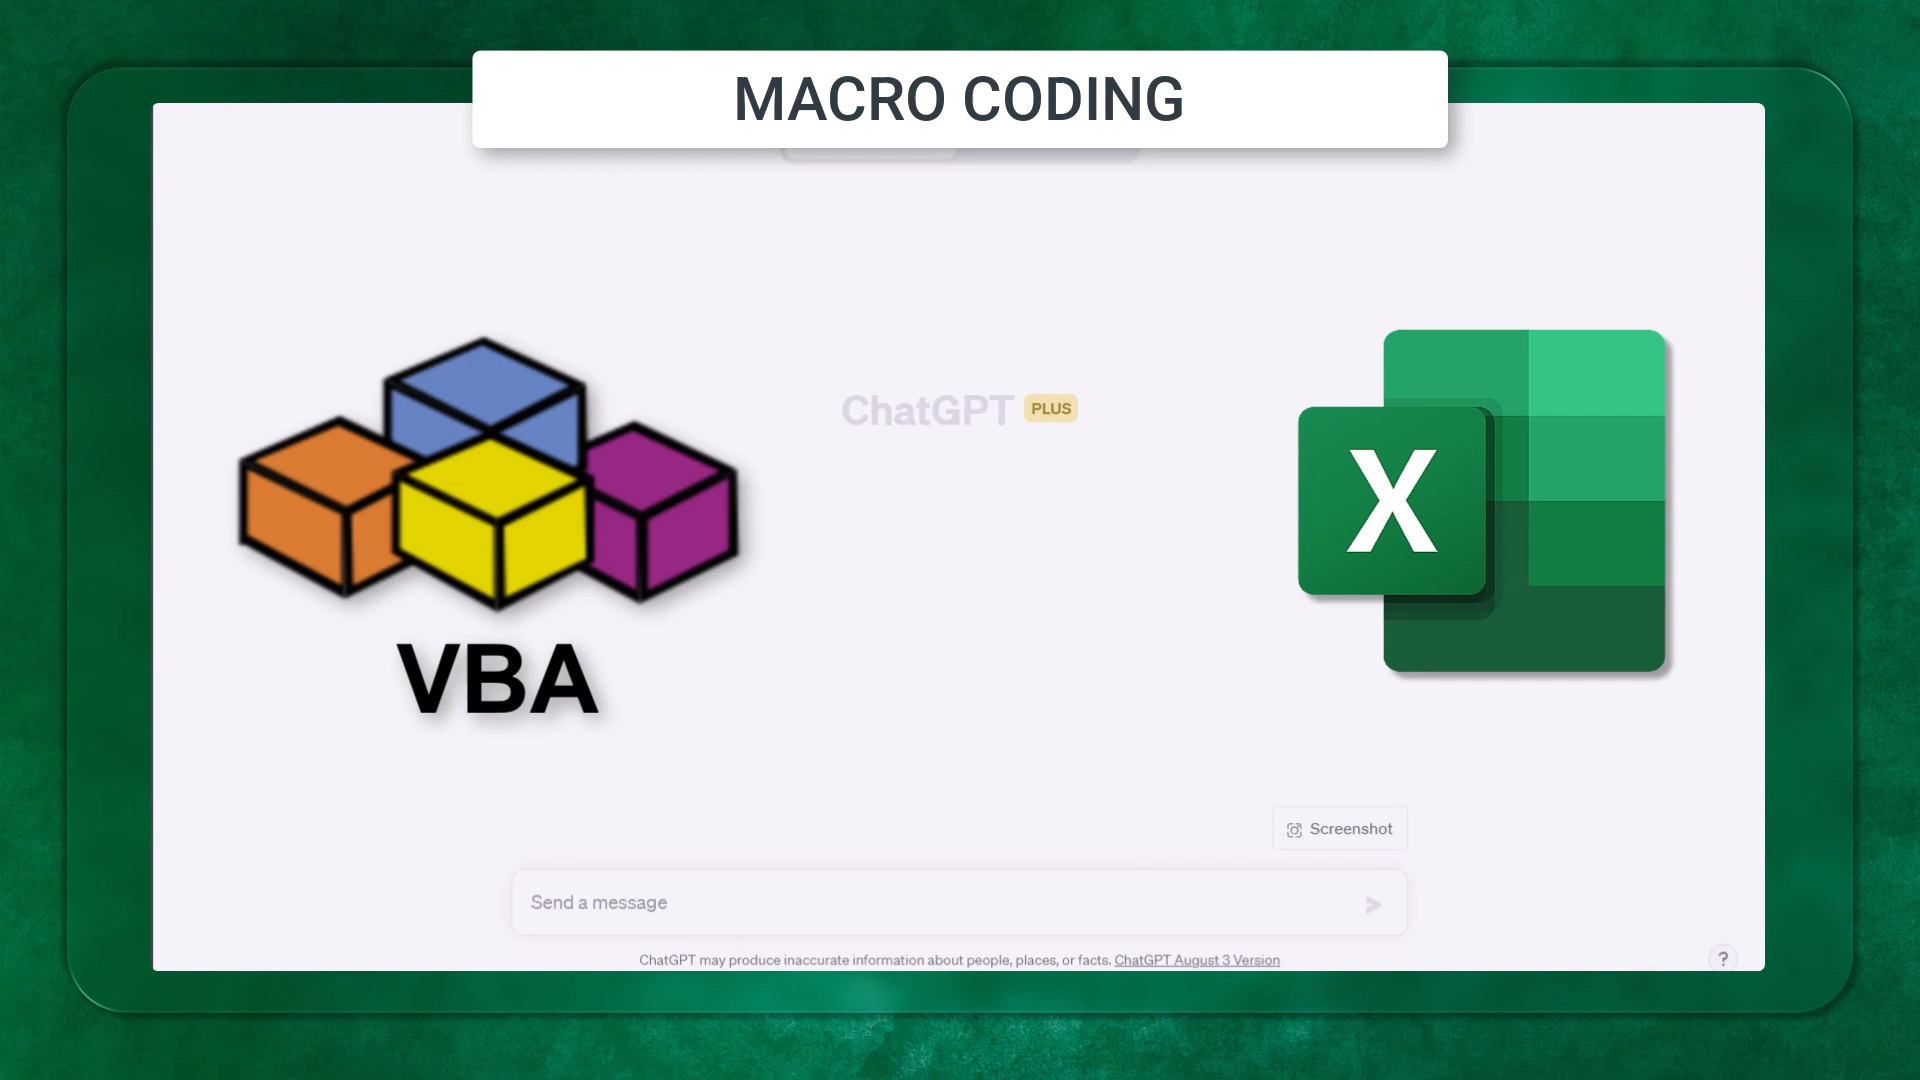 MACRO CODING
ChatGPT PLUS
X
VBA
Screenshot
Send a message
ChatGPT may produce inaccurate information about people, places, or facts. ChatGPT August 3 Version
?